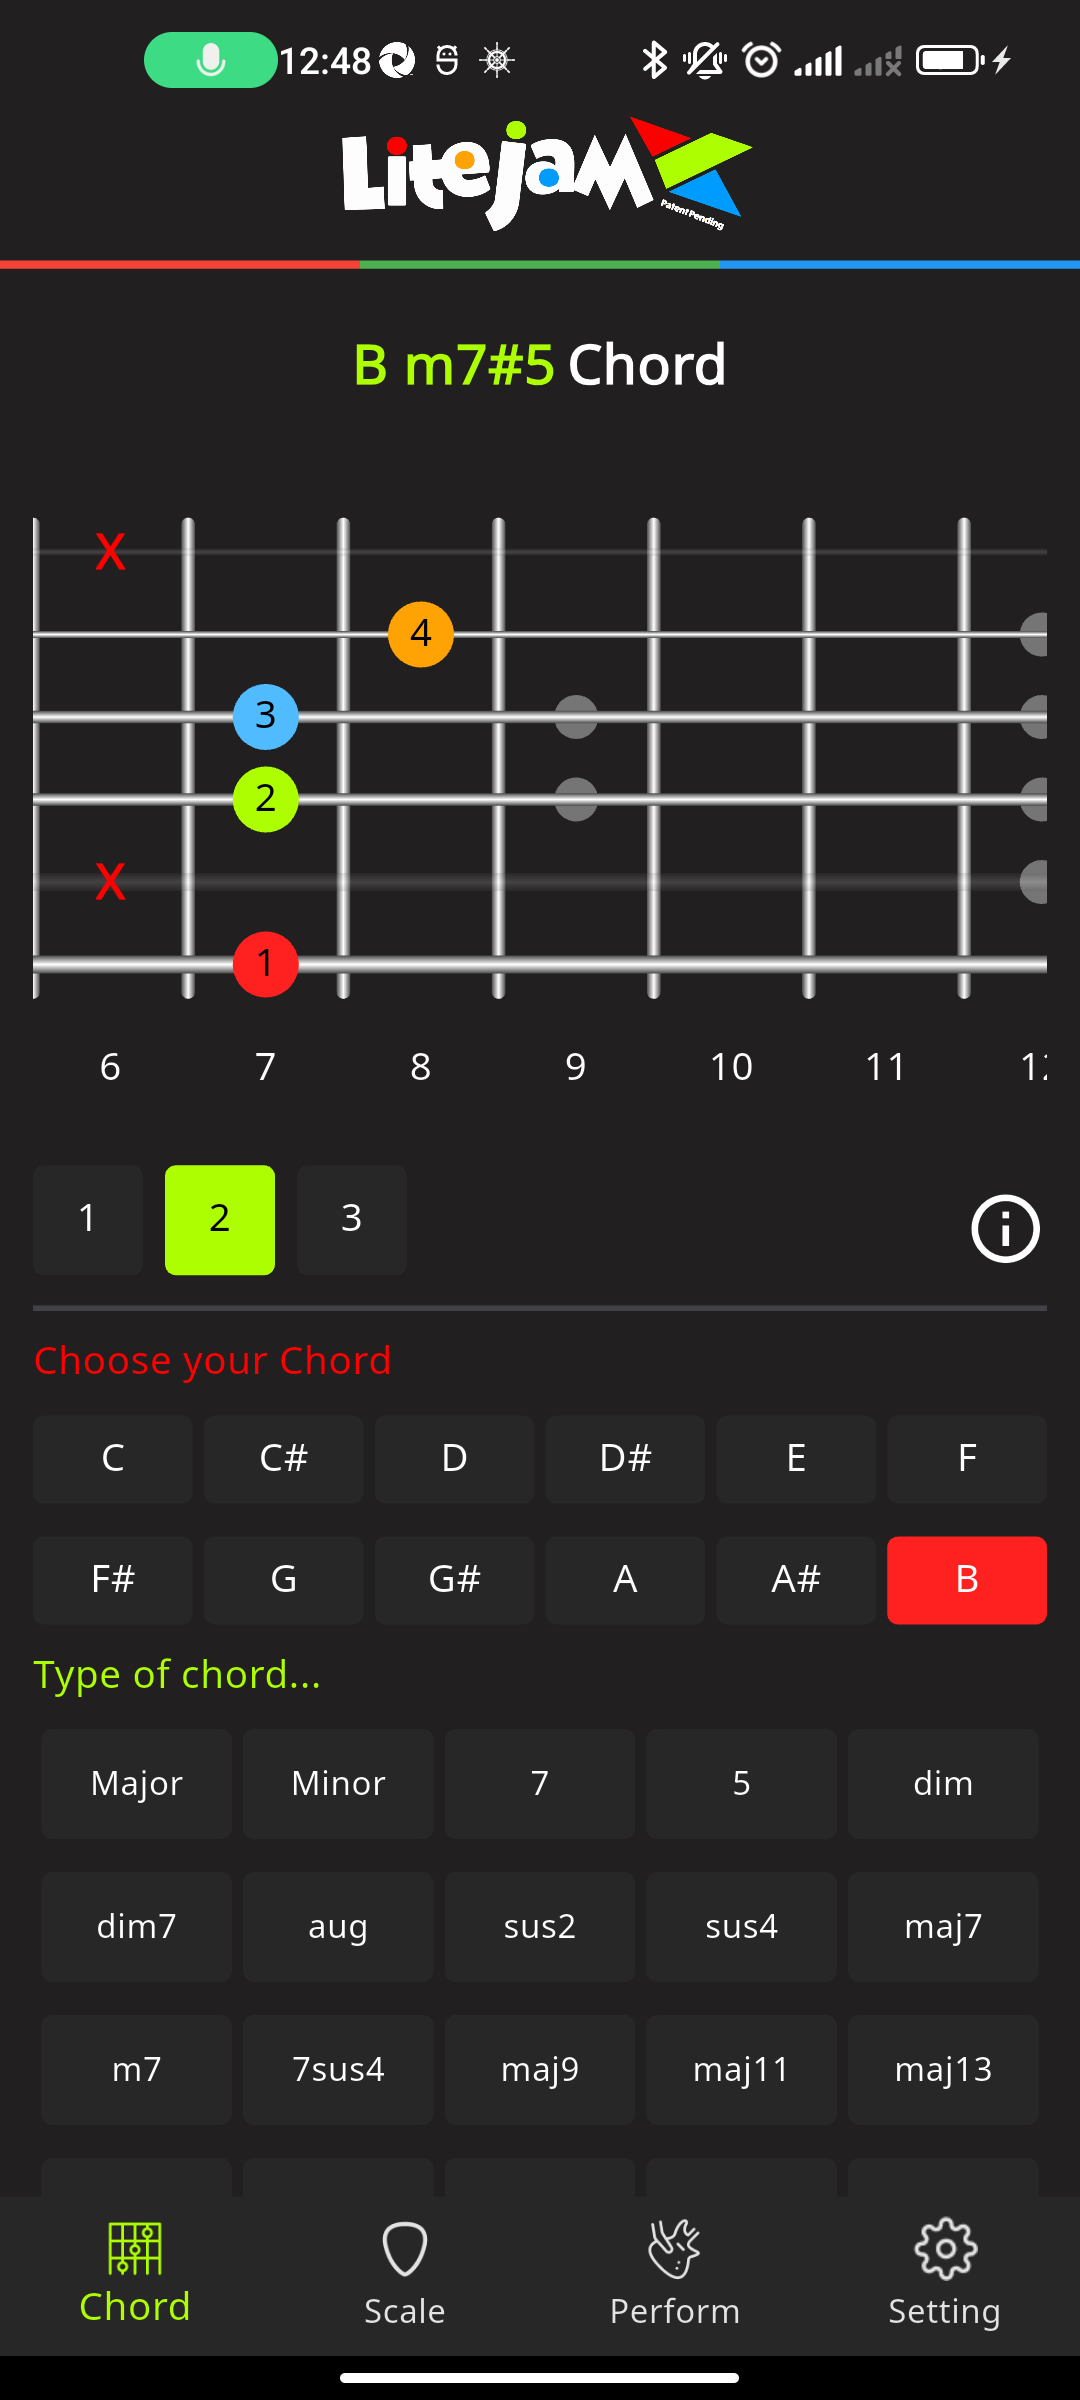 12:48
Litejam
Patent Pending
B m7#5 Chord
X
4
3
2
X
1
6 7 8 9 10 11
1 2 3
Choose your Chord
C C# D D# E F
F# G G# A A# B
Type of chord...
Major Minor 7 5 dim
dim7 aug sus2 sus4 maj7
m7 7sus4 maj9 maj11 maj13
Chord Scale Perform Setting